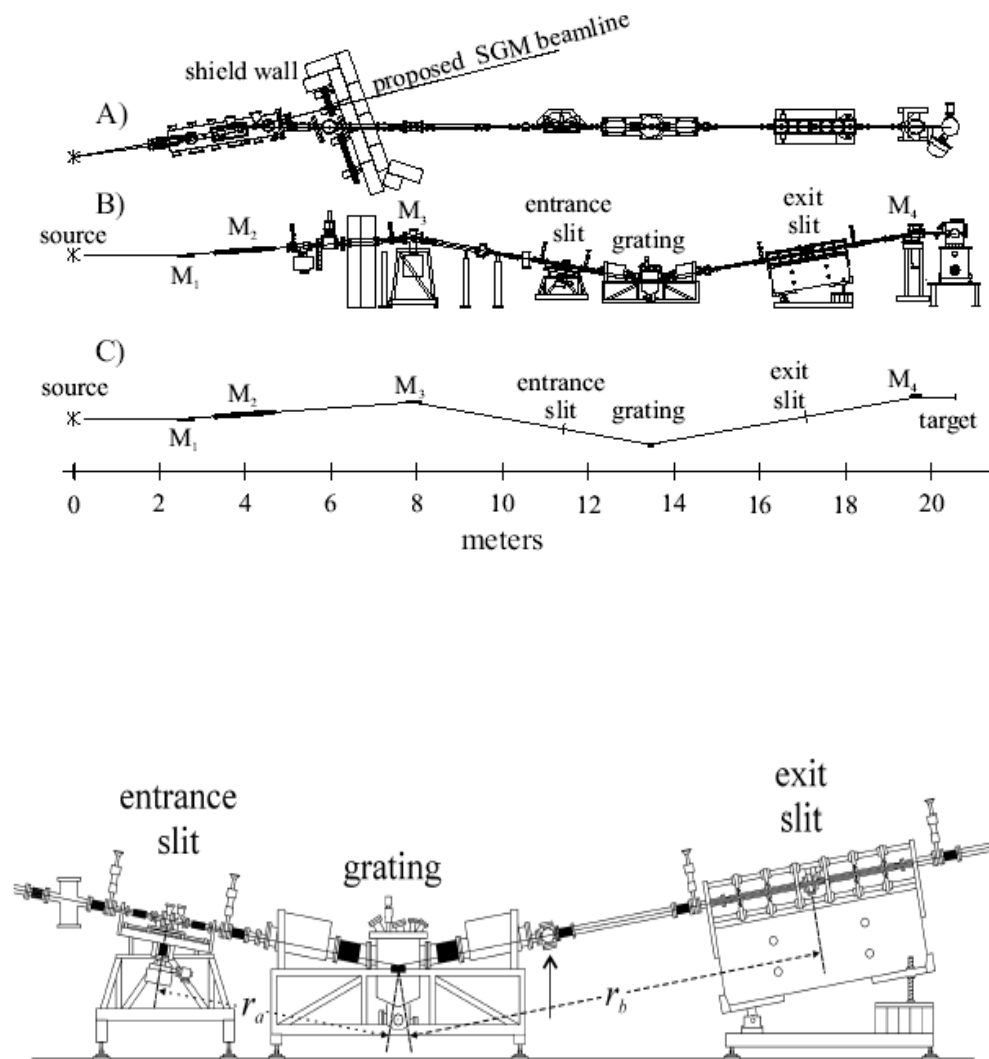 shield wall
proposed SGM beamline
A)
B)
source
M1
M2
M3
entrance
slit
grating
exit
slit
M4
C)
source
M1
M2
M3
entrance
slit
grating
exit
slit
M4
target
0 2 4 6 8 10 12 14 16 18 20
meters
entrance
slit
grating
exit
slit
ra
rb